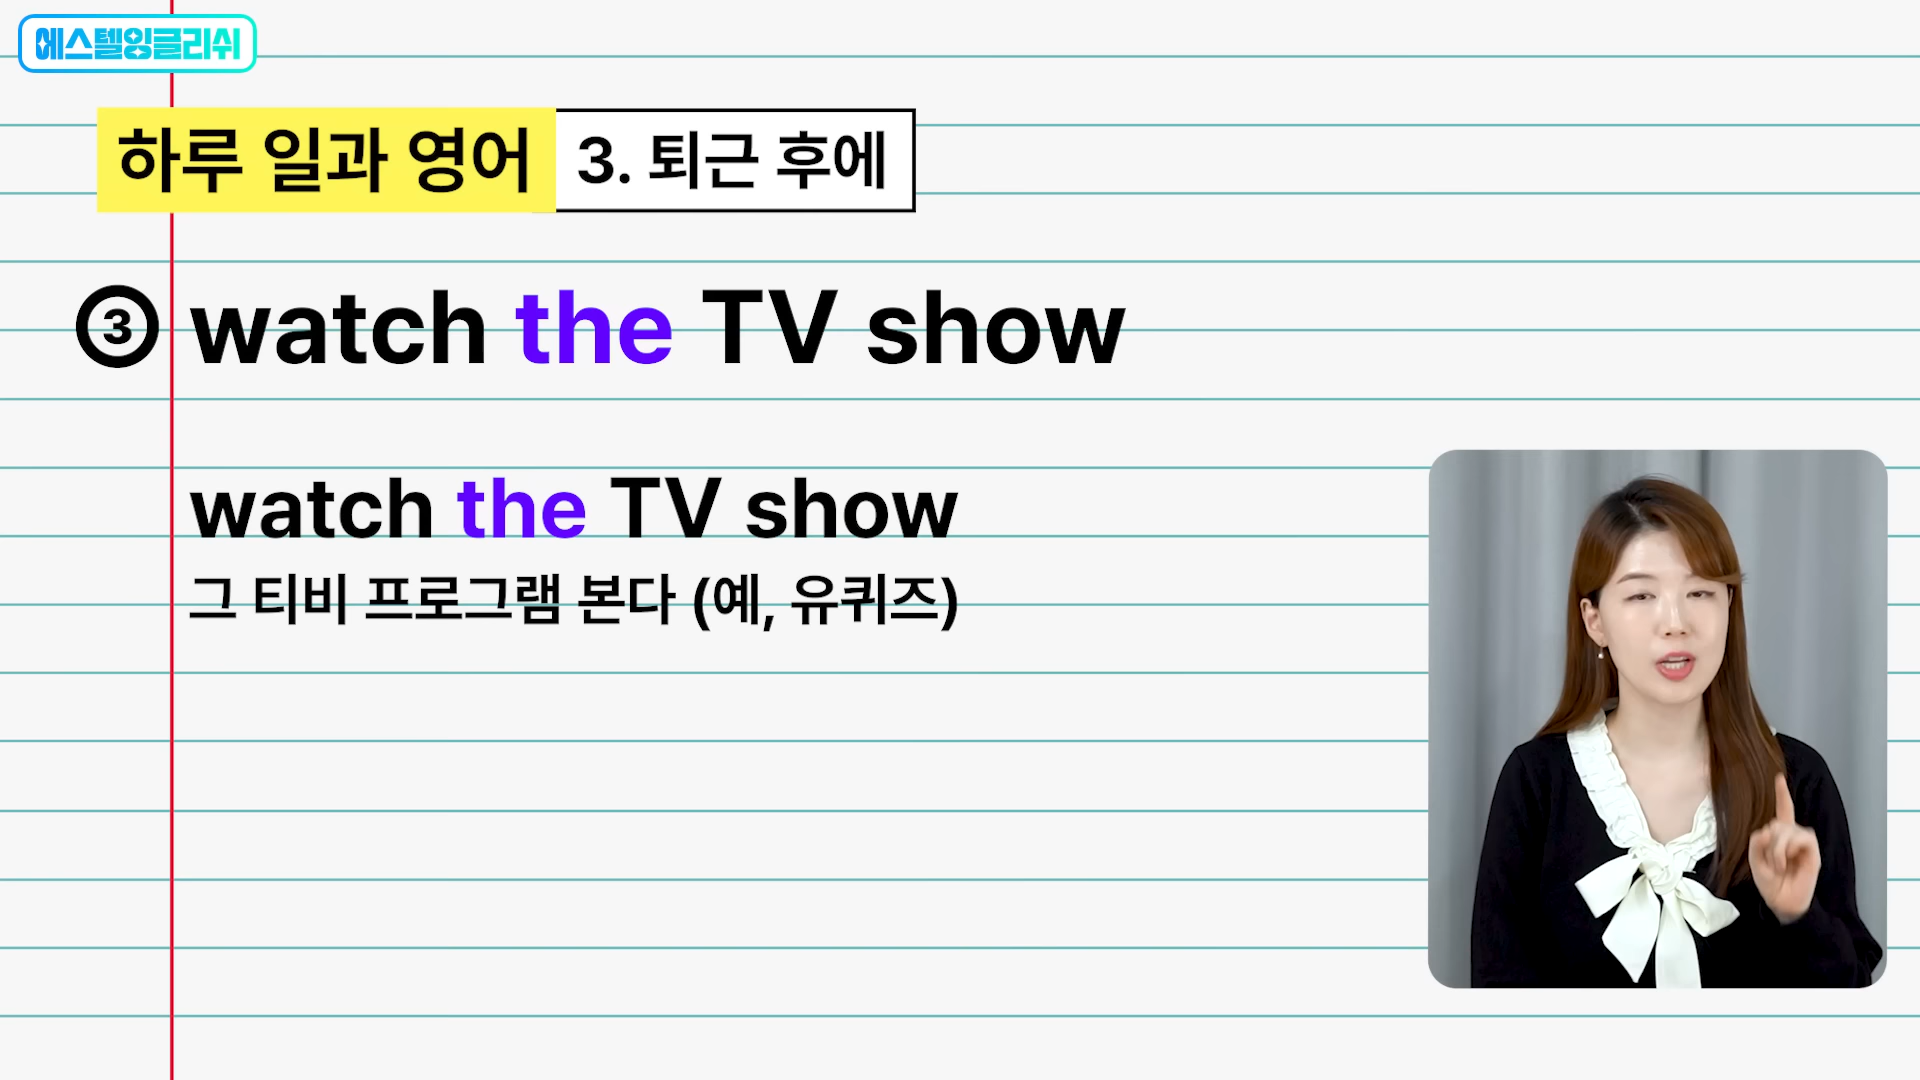 에스텔잉글리쉬
하루 일과 영어 3. 퇴근 후에
③ watch the TV show
watch the TV show
그 티비 프로그램 본다 (예, 유퀴즈)